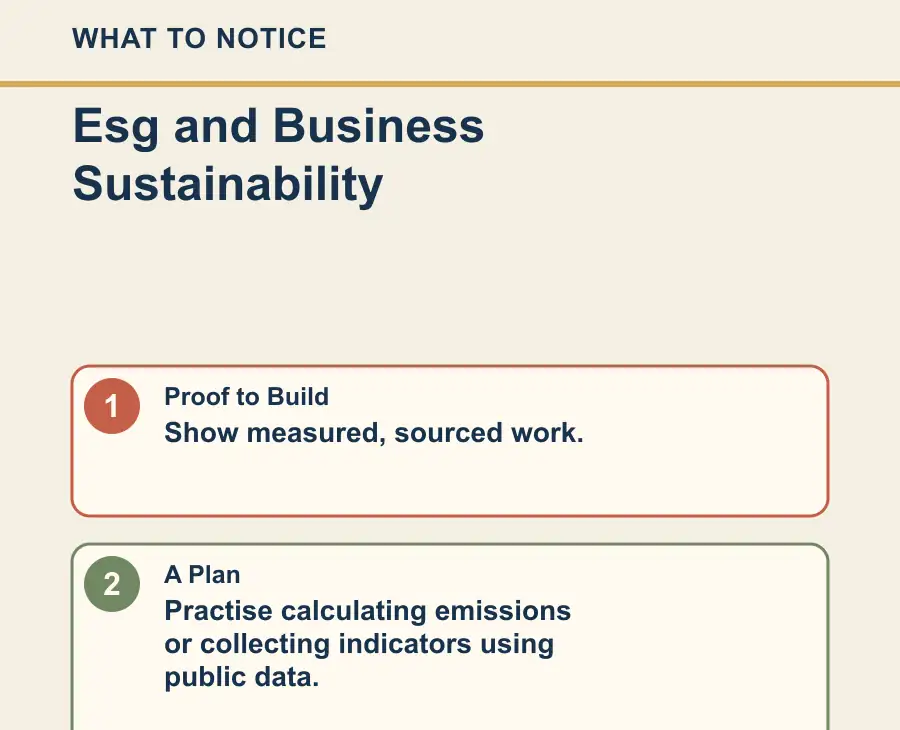 WHAT TO NOTICE
Esg and Business
Sustainability
1
Proof to Build
Show measured, sourced work.
2
A Plan
Practise calculating emissions
or collecting indicators using
public data.